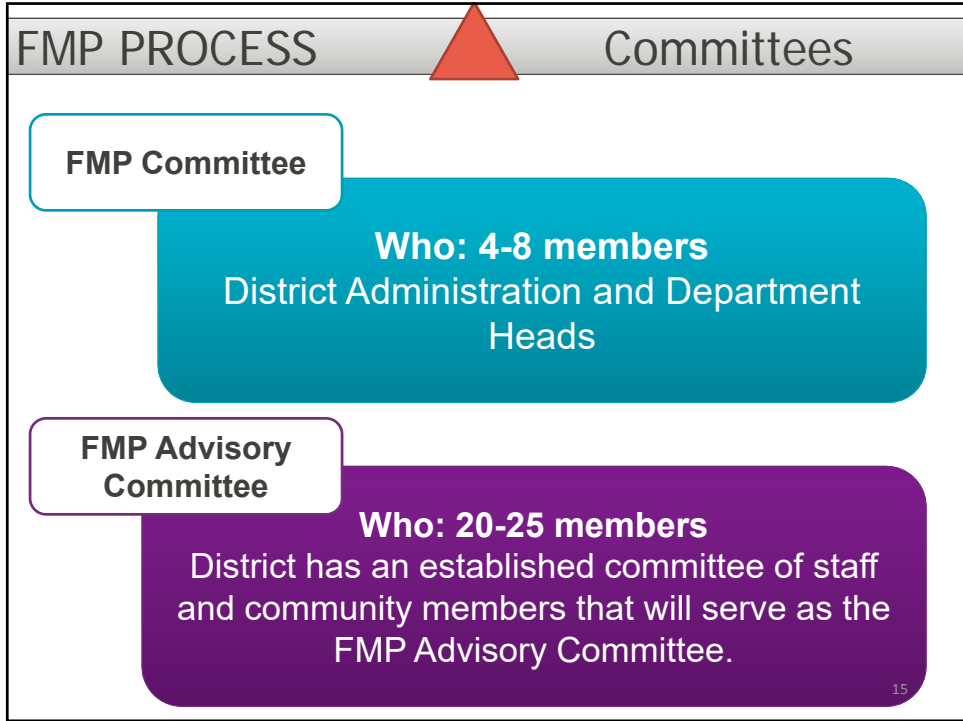 FMP PROCESS Committees
FMP Committee
Who: 4-8 members
District Administration and Department
Heads
FMP Advisory
Committee
Who: 20-25 members
District has an established committee of staff
and community members that will serve as the
FMP Advisory Committee.
15